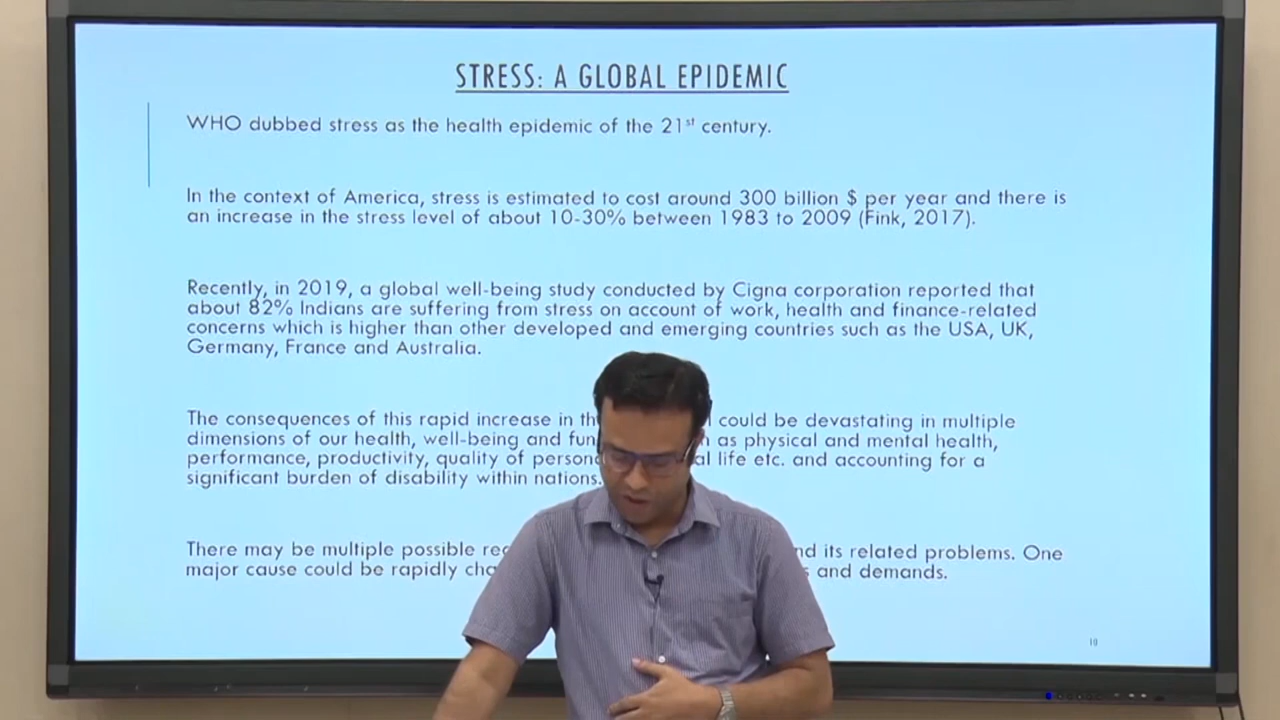 STRESS: A GLOBAL EPIDEMIC
WHO dubbed stress as the health epidemic of the 21st century.
In the context of America, stress is estimated to cost around 300 billion $ per year and there is
an increase in the stress level of about 10-30% between 1983 to 2009 (Fink, 2017).
Recently, in 2019, a global well-being study conducted by Cigna corporation reported that
about 82% Indians are suffering from stress on account of work, health and finance-related
concerns which is higher than other developed and emerging countries such as the USA, UK,
Germany, France and Australia.
The consequences of this rapid increase in could be devastating in multiple
dimensions of our health, well-being and as physical and mental health,
performance, productivity, quality of life etc. and accounting for a
significant burden of disability within nations.
There may be multiple possible its related problems. One
major cause could be rapidly and demands.
10